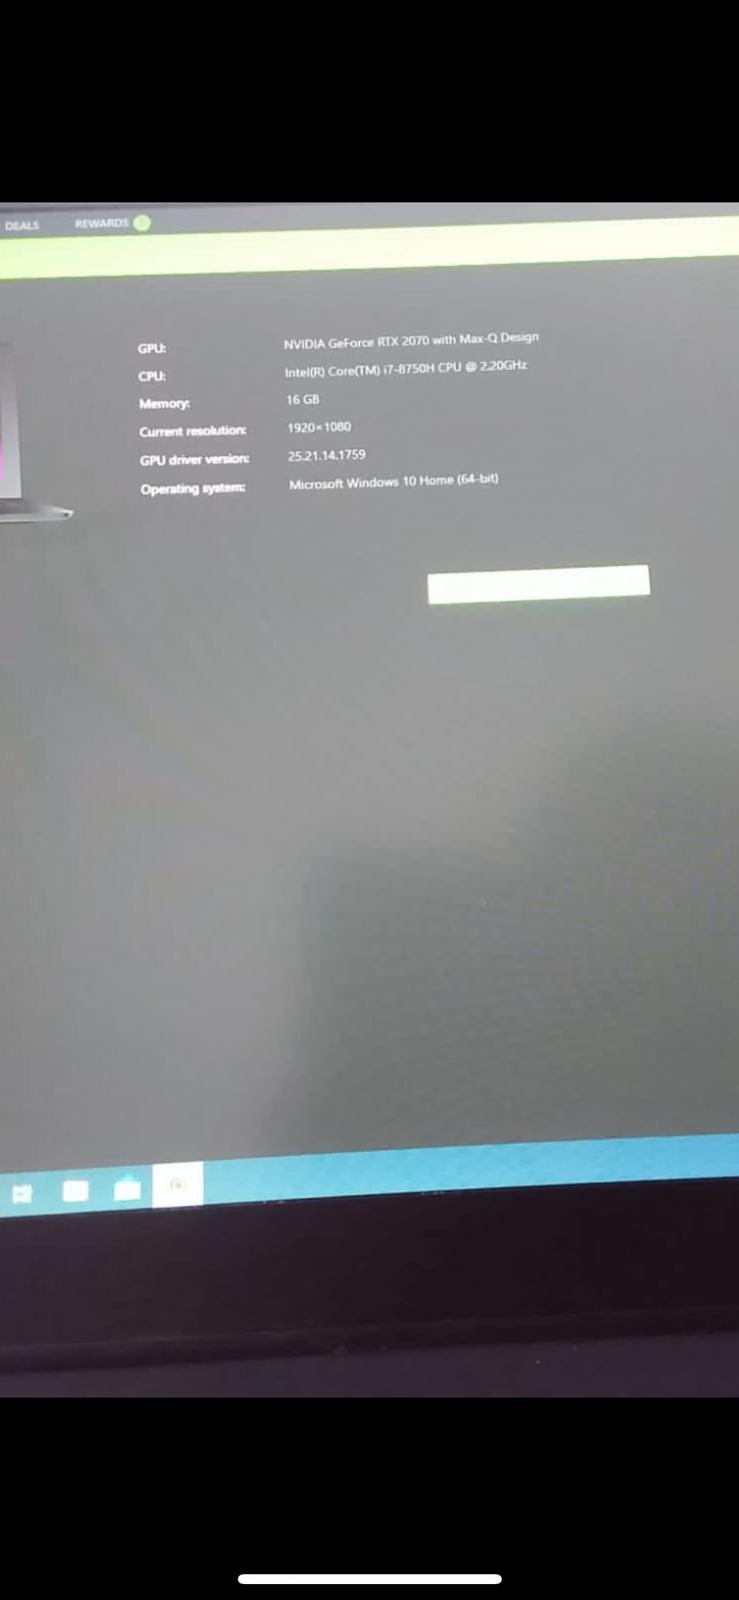 DEALS REWARDS
GPU: NVIDIA GeForce RTX 2070 with Max-Q Design
CPU: Intel(R) Core(TM) i7-8750H CPU @ 2.20GHz
Memory: 16 GB
Current resolution: 1920×1080
GPU driver version: 25.21.14.1759
Operating system: Microsoft Windows 10 Home (64-bit)